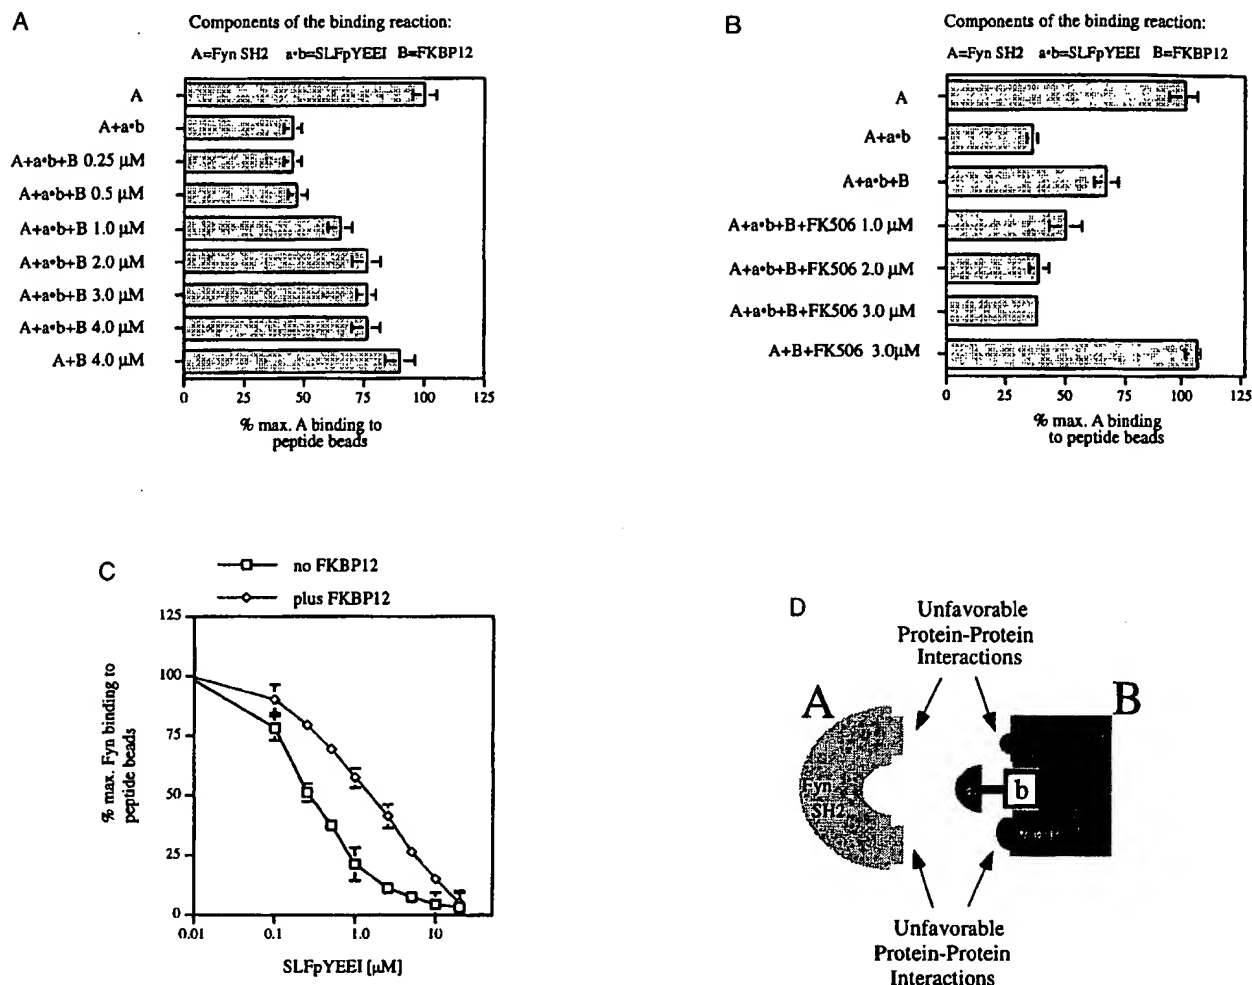 A
Components of the binding reaction:
A=Fyn SH2 a•b=SLFpYEEI B=FKBP12
A
A+a•b
A+a•b+B 0.25 μM
A+a•b+B 0.5 μM
A+a•b+B 1.0 μM
A+a•b+B 2.0 μM
A+a•b+B 3.0 μM
A+a•b+B 4.0 μM
A+B 4.0 μM
0 25 50 75 100 125
% max. A binding to
peptide beads
B
Components of the binding reaction:
A=Fyn SH2 a•b=SLFpYEEI B=FKBP12
A
A+a•b
A+a•b+B
A+a•b+B+FK506 1.0 μM
A+a•b+B+FK506 2.0 μM
A+a•b+B+FK506 3.0 μM
A+B+FK506 3.0μM
0 25 50 75 100 125
% max. A binding
to peptide beads
C
no FKBP12
plus FKBP12
125
100
75
50
25
0
0.01 0.1 1.0 10
% max. Fyn binding to
peptide beads
SLFpYEEI [μM]
D
Unfavorable
Protein-Protein
Interactions
A
B
Fyn
SH2
b
Unfavorable
Protein-Protein
Interactions